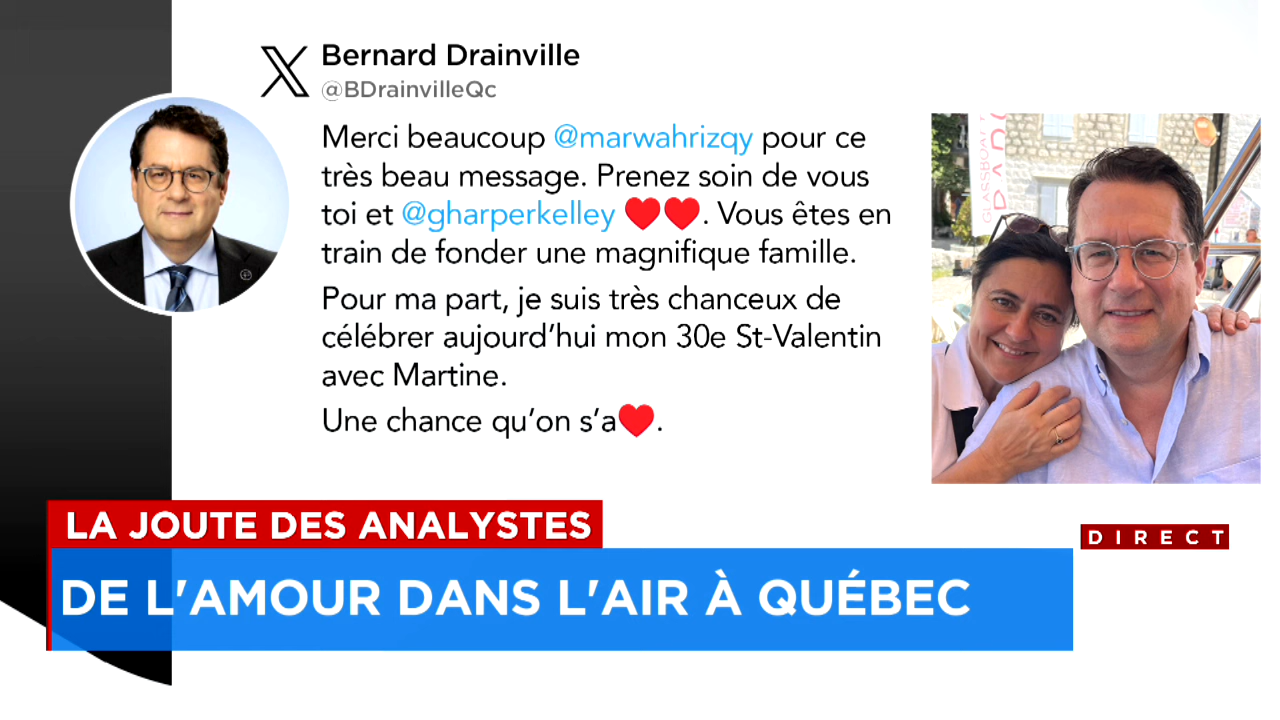 Bernard Drainville
@BDrainvilleQc
Merci beaucoup @marwahrizqy pour ce
très beau message. Prenez soin de vous
toi et @gharperkelley ❤️❤️. Vous êtes en
train de fonder une magnifique famille.
Pour ma part, je suis très chanceux de
célébrer aujourd'hui mon 30e St-Valentin
avec Martine.
Une chance qu'on s'a❤️.
GLASSBOAT
LA JOUTE DES ANALYSTES
DIRECT
DE L'AMOUR DANS L'AIR À QUÉBEC